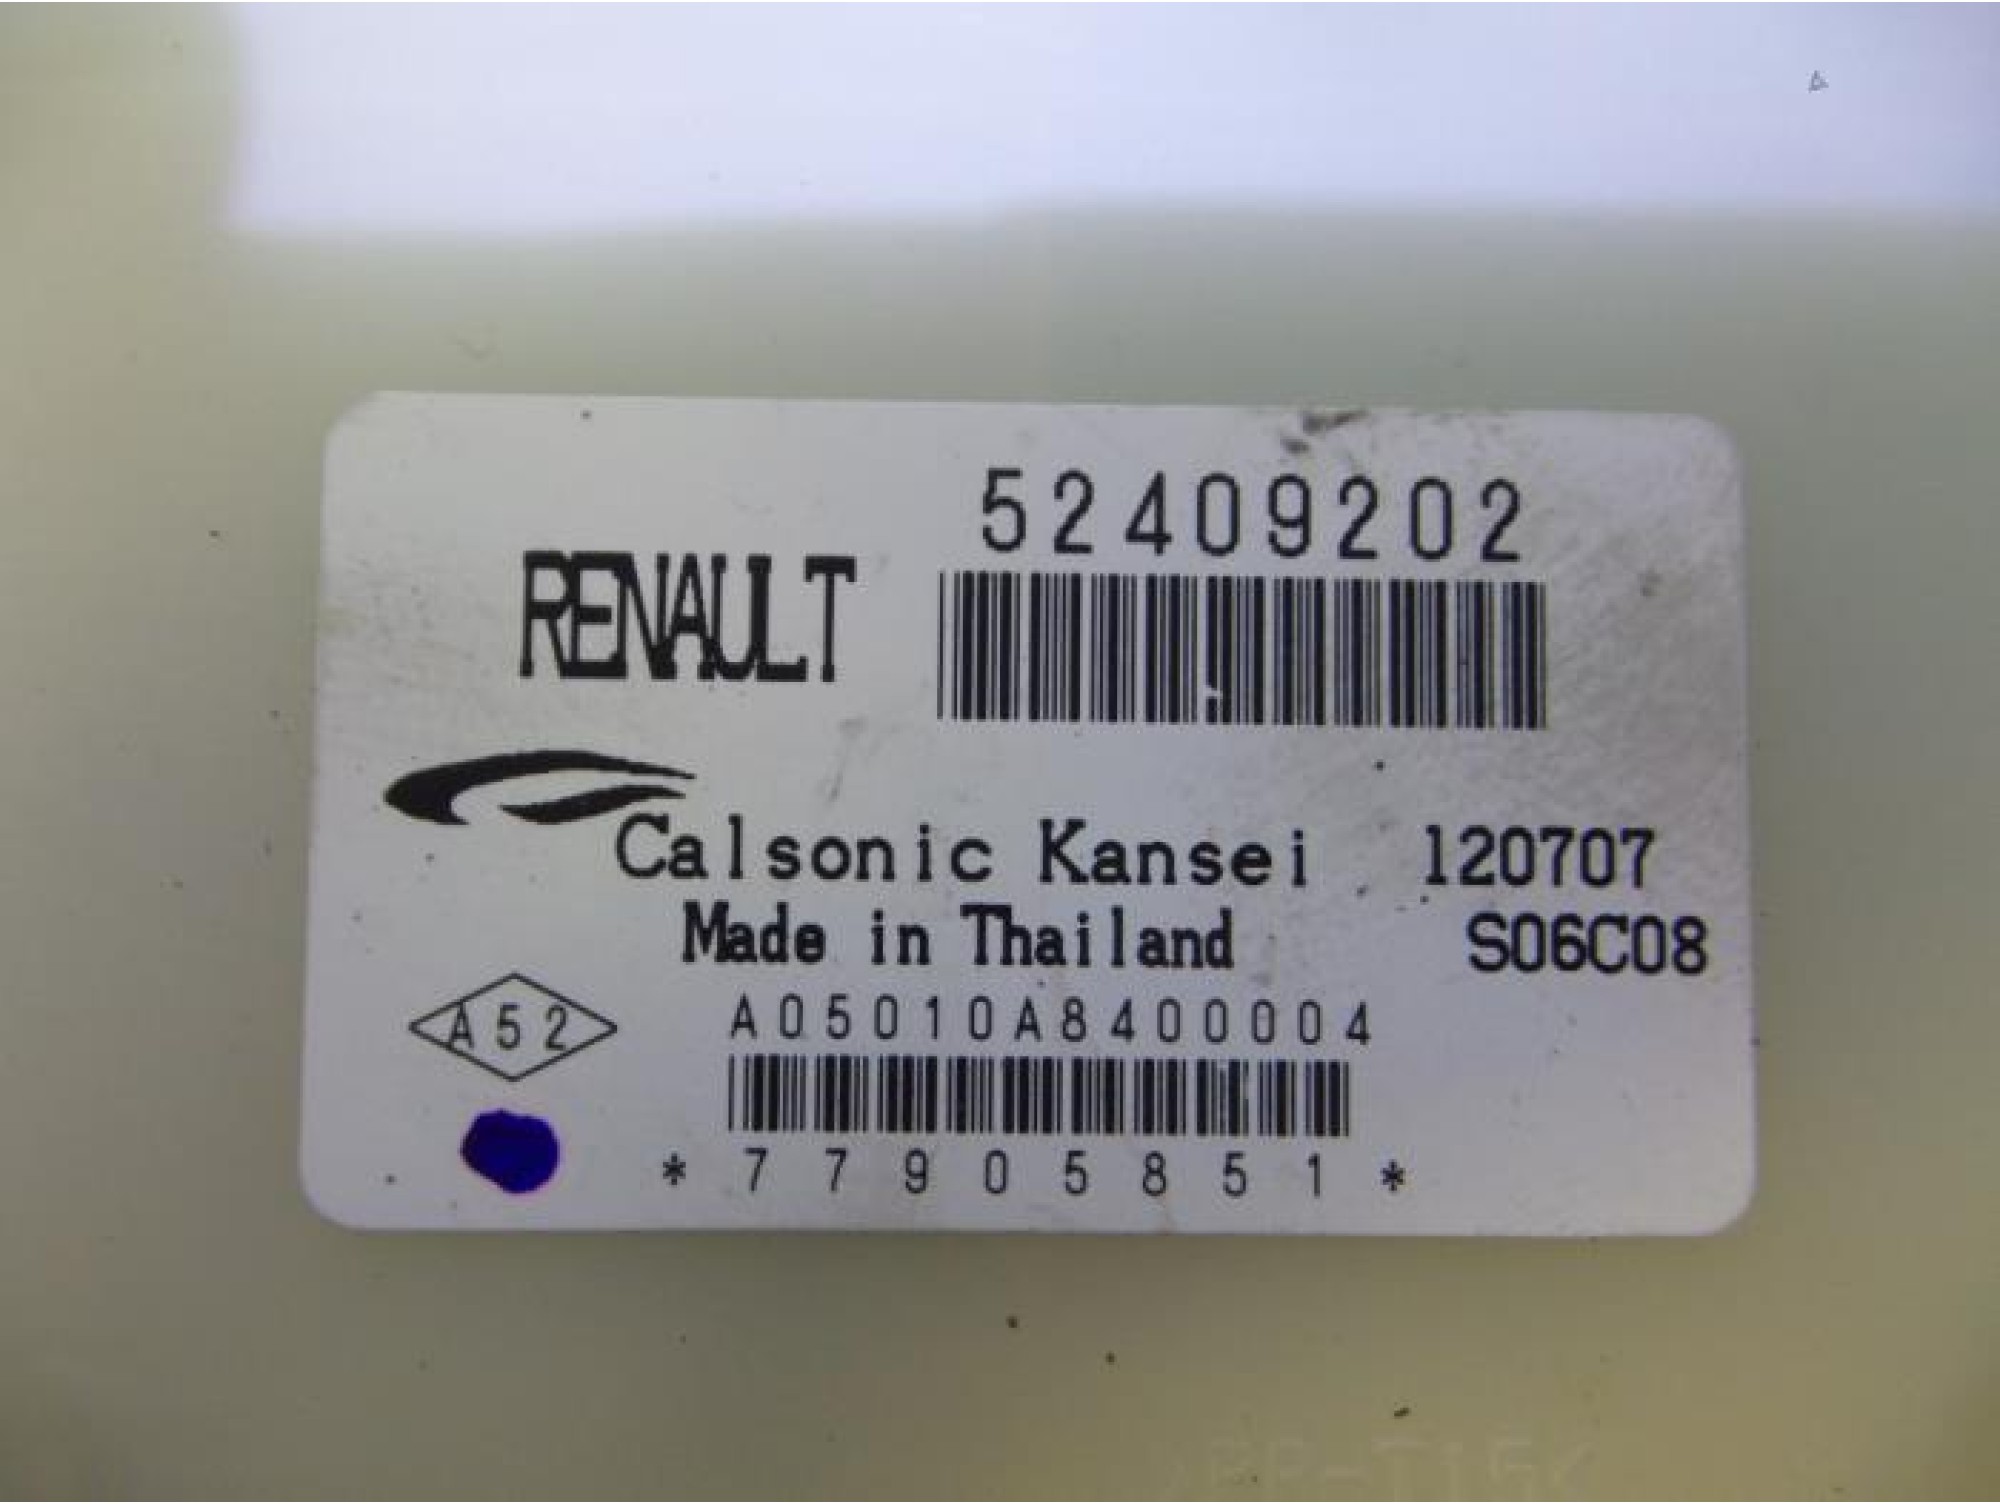 52409202
RENAULT
Calsonic Kansei 120707
Made in Thailand S06C08
A52
A05010A8400004
*77905851*